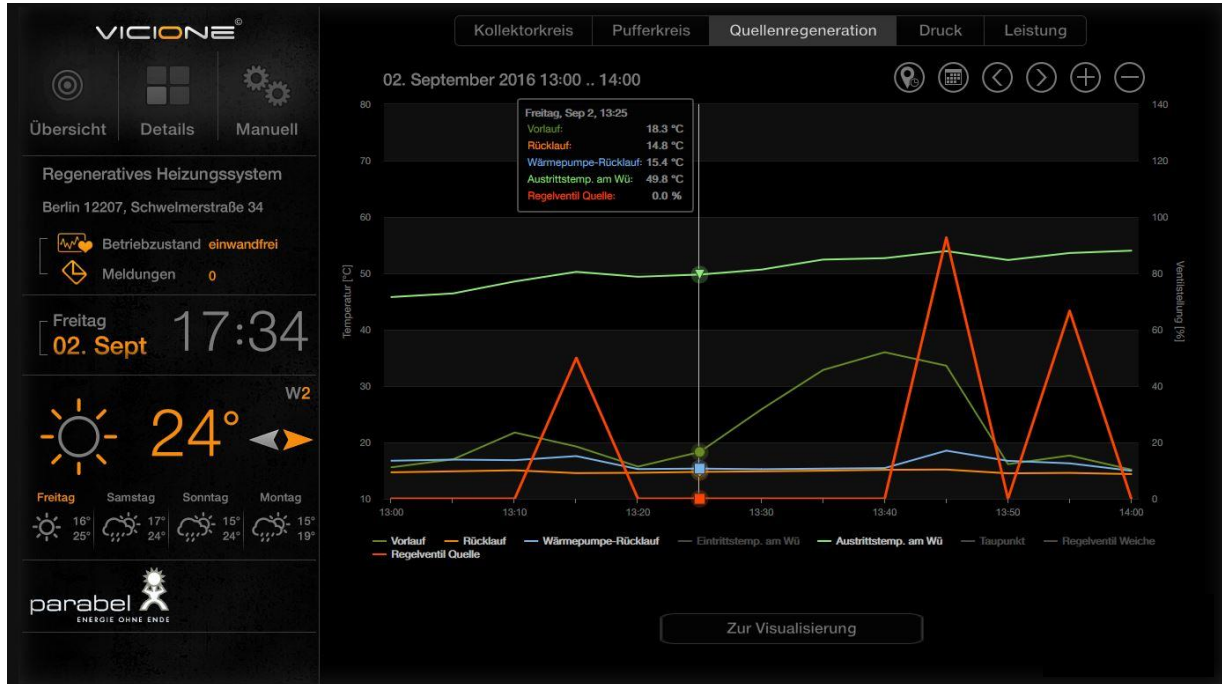 VICIONE©
Übersicht Details Manuell
Regeneratives Heizungssystem
Berlin 12207, Schwelmerstraße 34
Betriebzustand einwandfrei
Meldungen 0
Freitag
02. Sept
17:34
W2
24°
Freitag Samstag Sonntag Montag
16° 17° 15° 15°
25° 24° 24° 19°
parabel
ENERGIE OHNE ENDE
Kollektorkreis Pufferkreis Quellenregeneration Druck Leistung
02. September 2016 13:00 .. 14:00
Freitag, Sep 2, 13:25
Vorlauf: 18.3 °C
Rücklauf: 14.8 °C
Wärmepumpe-Rücklauf: 15.4 °C
Austrittstemp. am Wü: 49.8 °C
Regelventil Quelle: 0.0 %
Temperatur [°C]
80
70
60
50
40
30
20
10
Ventilstellung [%]
140
120
100
80
60
40
20
0
13:00 13:10 13:20 13:30 13:40 13:50 14:00
Vorlauf Rücklauf Wärmepumpe-Rücklauf Eintrittstemp. am Wü Austrittstemp. am Wü Taupunkt Regelventil Weiche
Regelventil Quelle
Zur Visualisierung